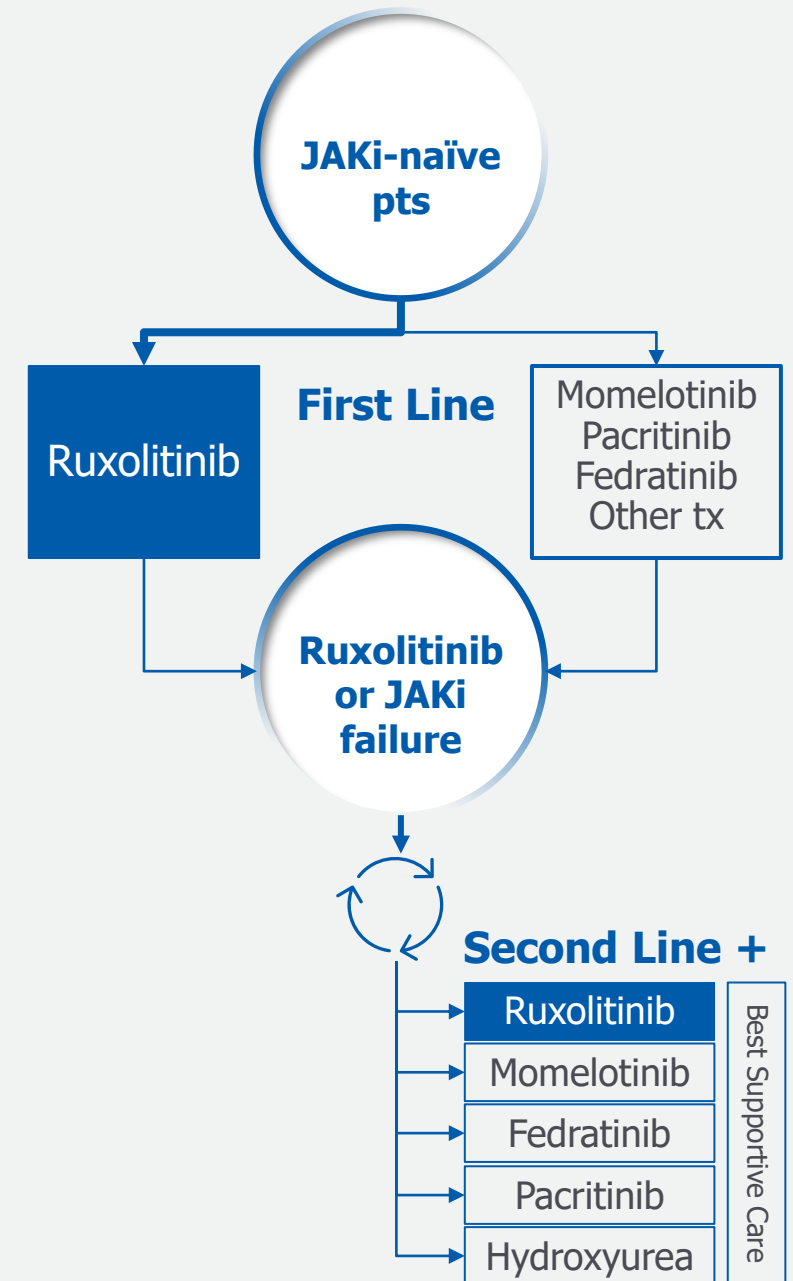 JAKi-naïve
pts
First Line
Ruxolitinib
Momelotinib
Pacritinib
Fedratinib
Other tx
Ruxolitinib
or JAKi
failure
Second Line +
Ruxolitinib
Momelotinib
Fedratinib
Pacritinib
Hydroxyurea
Best Supportive Care